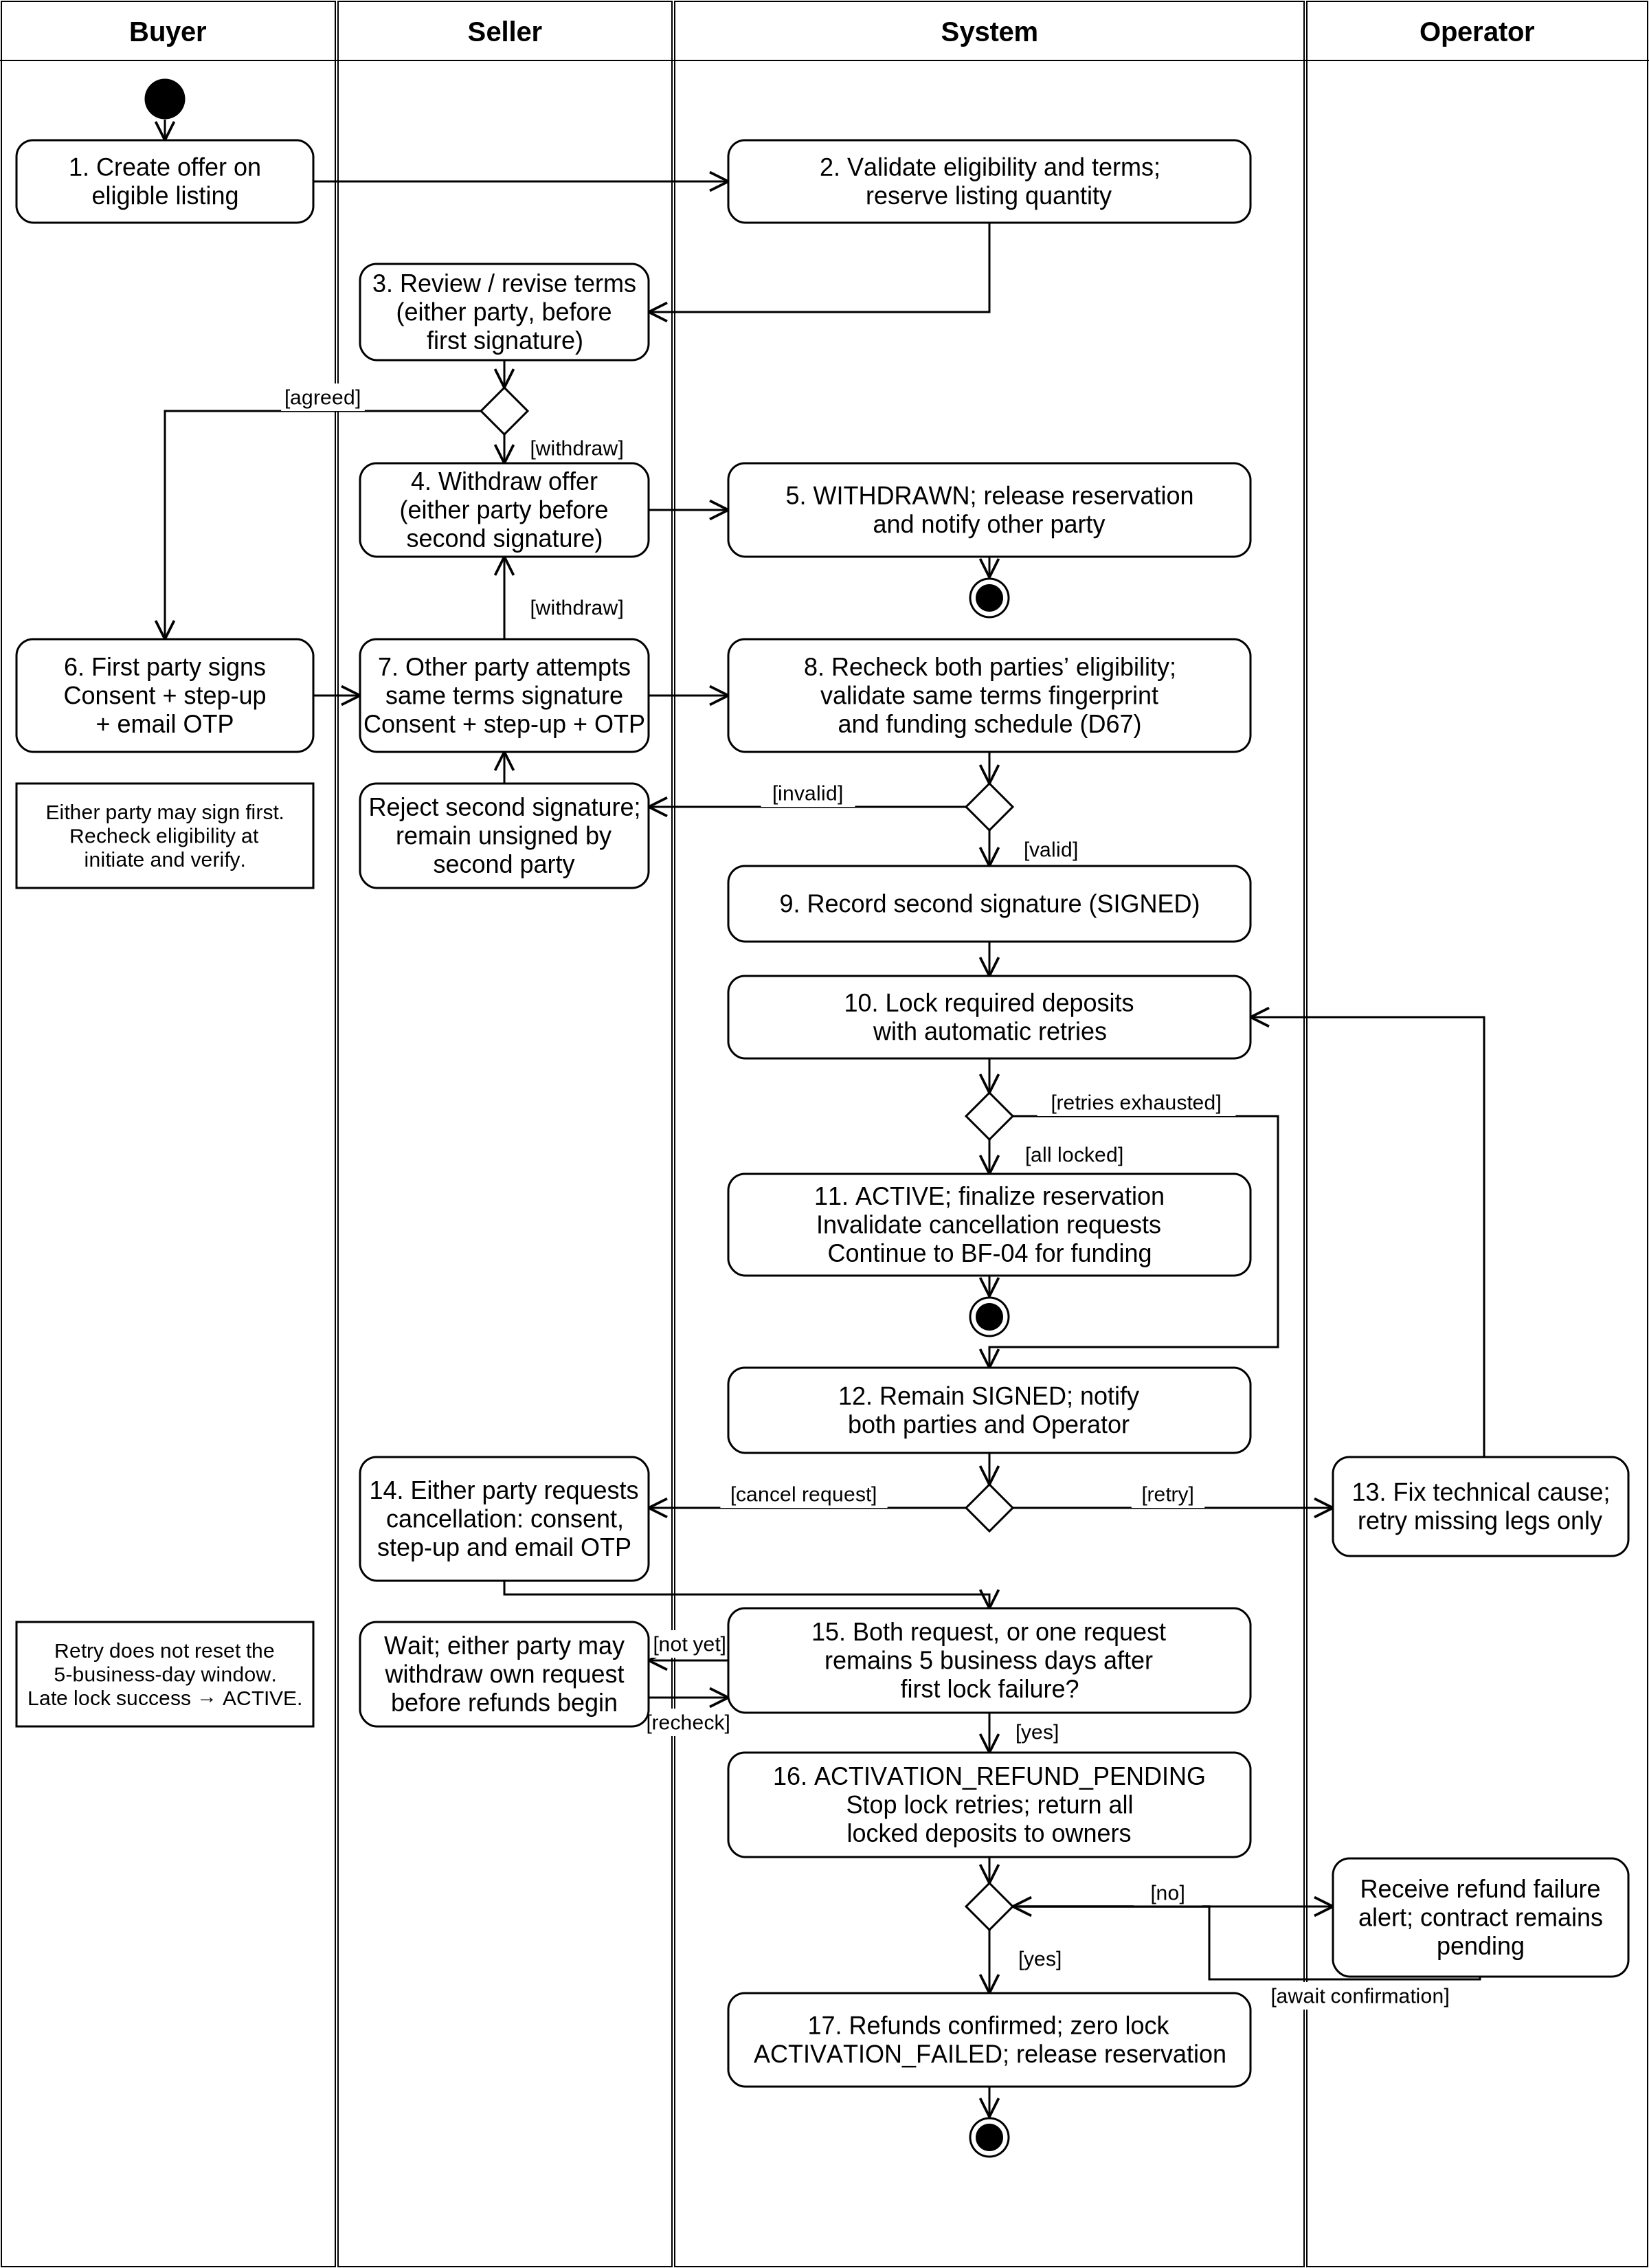 Buyer
Seller
System
Operator
1. Create offer on
eligible listing
2. Validate eligibility and terms;
reserve listing quantity
3. Review / revise terms
(either party, before
first signature)
[agreed]
[withdraw]
4. Withdraw offer
(either party before
second signature)
5. WITHDRAWN; release reservation
and notify other party
[withdraw]
6. First party signs
Consent + step-up
+ email OTP
7. Other party attempts
same terms signature
Consent + step-up + OTP
8. Recheck both parties’ eligibility;
validate same terms fingerprint
and funding schedule (D67)
Either party may sign first.
Recheck eligibility at
initiate and verify.
Reject second signature;
remain unsigned by
second party
[invalid]
[valid]
9. Record second signature (SIGNED)
10. Lock required deposits
with automatic retries
[retries exhausted]
[all locked]
11. ACTIVE; finalize reservation
Invalidate cancellation requests
Continue to BF-04 for funding
12. Remain SIGNED; notify
both parties and Operator
14. Either party requests
cancellation: consent,
step-up and email OTP
[cancel request]
[retry]
13. Fix technical cause;
retry missing legs only
Retry does not reset the
5-business-day window.
Late lock success → ACTIVE.
Wait; either party may
withdraw own request
before refunds begin
[not yet]
[recheck]
15. Both request, or one request
remains 5 business days after
first lock failure?
[yes]
16. ACTIVATION_REFUND_PENDING
Stop lock retries; return all
locked deposits to owners
[no]
Receive refund failure
alert; contract remains
pending
[yes]
[await confirmation]
17. Refunds confirmed; zero lock
ACTIVATION_FAILED; release reservation